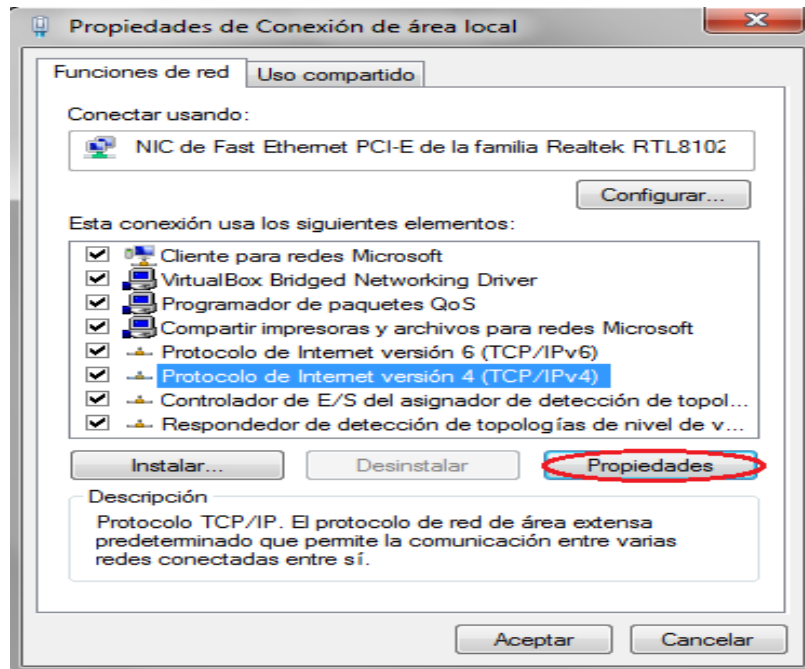 Propiedades de Conexión de área local
Funciones de red
Uso compartido
Conectar usando:
NIC de Fast Ethernet PCI-E de la familia Realtek RTL8102
Configurar...
Esta conexión usa los siguientes elementos:
Cliente para redes Microsoft
VirtualBox Bridged Networking Driver
Programador de paquetes QoS
Compartir impresoras y archivos para redes Microsoft
Protocolo de Internet versión 6 (TCP/IPv6)
Protocolo de Internet versión 4 (TCP/IPv4)
Controlador de E/S del asignador de detección de topol...
Respondedor de detección de topologías de nivel de v...
Instalar...
Desinstalar
Propiedades
Descripción
Protocolo TCP/IP. El protocolo de red de área extensa
predeterminado que permite la comunicación entre varias
redes conectadas entre sí.
Aceptar
Cancelar